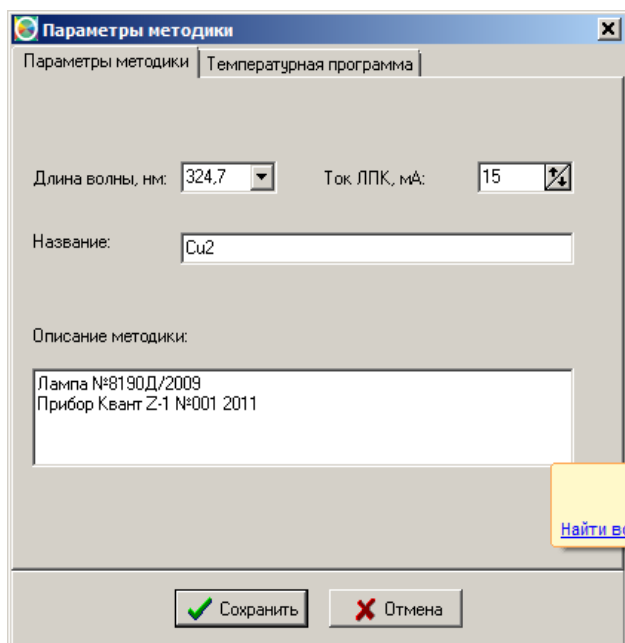 Параметры методики
Параметры методики Температурная программа
Длина волны, нм: 324,7 Ток ЛПК, мА: 15
Название: Cu2
Описание методики:
Лампа №8190Д/2009
Прибор Квант Z-1 №001 2011
Найти
Сохранить Отмена